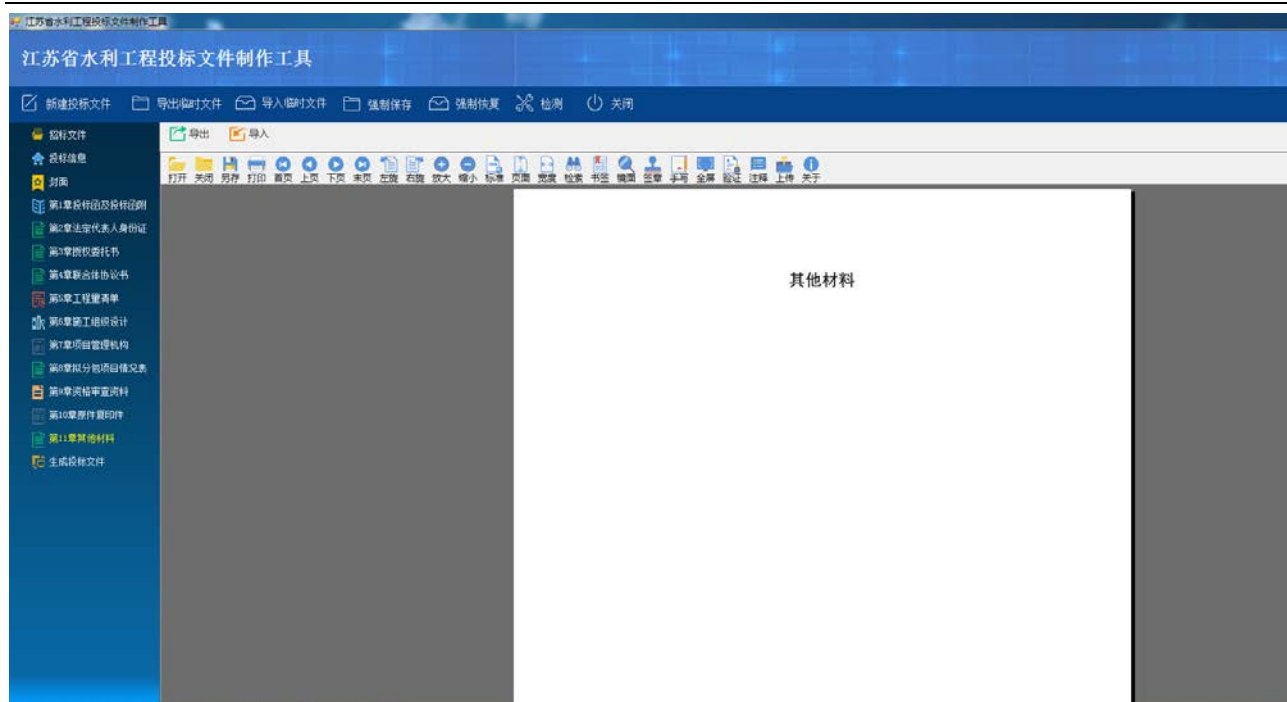 江苏省水利工程投标文件制作工具
江苏省水利工程投标文件制作工具
新建投标文件 导出临时文件 导入临时文件 强制保存 强制恢复 检测 关闭
导出 导入
打开 关闭 另存 打印 首页 上页 下页 末页 左旋 右旋 放大 缩小 标准 页面 宽度 检索 书签 编图 签章 手写 全屏 验证 注释 上传 关于
招标文件
投标信息
封面
第1章投标函及投标函附
第2章法定代表人身份证
第3章授权委托书
第4章联合体协议书
第5章工程量清单
第6章施工组织设计
第7章项目管理机构
第8章拟分包项目情况表
第9章资格审查资料
第10章原件复印件
第11章其他材料
生成投标文件
其他材料